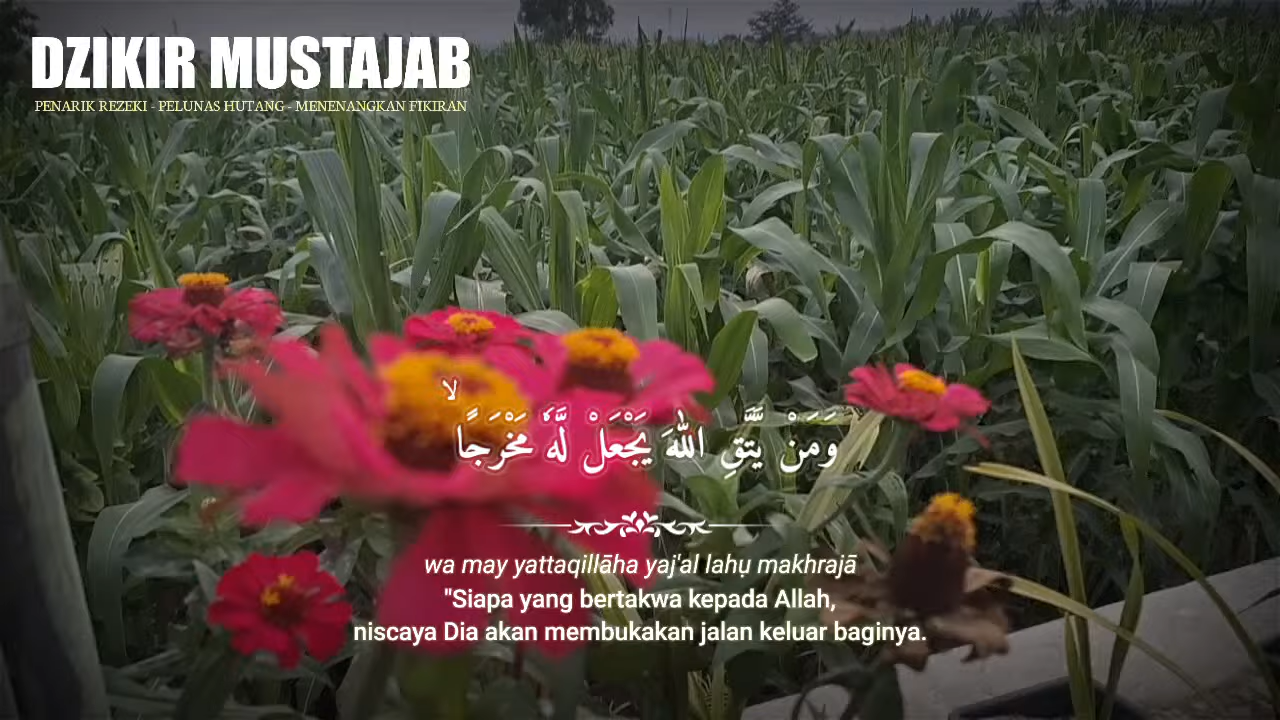 DZIKIR MUSTAJAB
PENARIK REZEKI - PELUNAS HUTANG - MENENANGKAN FIKIRAN
وَمَنْ يَّتَّقِ اللّٰهَ يَجْعَلْ لَّهٗ مَخْرَجًاۙ
wa may yattaqillāha yaj'al lahụ makhrajā
"Siapa yang bertakwa kepada Allah,
niscaya Dia akan membukakan jalan keluar baginya.